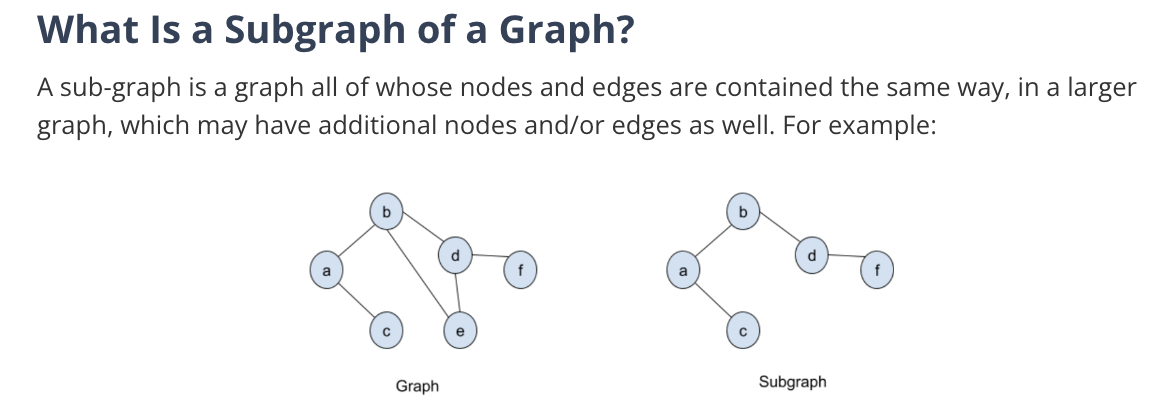 What Is a Subgraph of a Graph?
A sub-graph is a graph all of whose nodes and edges are contained the same way, in a larger
graph, which may have additional nodes and/or edges as well. For example:
b
d
a
f
c
e
Graph
b
d
a
f
c
Subgraph